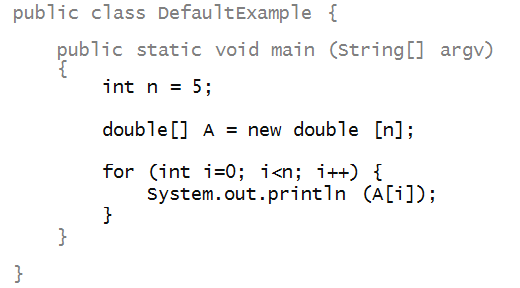 public class DefaultExample {
public static void main (String[] argv)
{
int n = 5;
double[] A = new double [n];
for (int i=0; i<n; i++) {
System.out.println (A[i]);
}
}
}